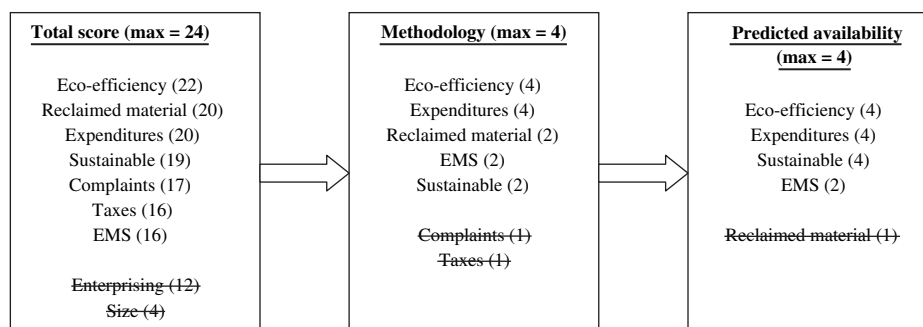 Total score (max = 24)
Eco-efficiency (22)
Reclaimed material (20)
Expenditures (20)
Sustainable (19)
Complaints (17)
Taxes (16)
EMS (16)
Enterprising (12)
Size (4)
Methodology (max = 4)
Eco-efficiency (4)
Expenditures (4)
Reclaimed material (2)
EMS (2)
Sustainable (2)
Complaints (1)
Taxes (1)
Predicted availability
(max = 4)
Eco-efficiency (4)
Expenditures (4)
Sustainable (4)
EMS (2)
Reclaimed material (1)